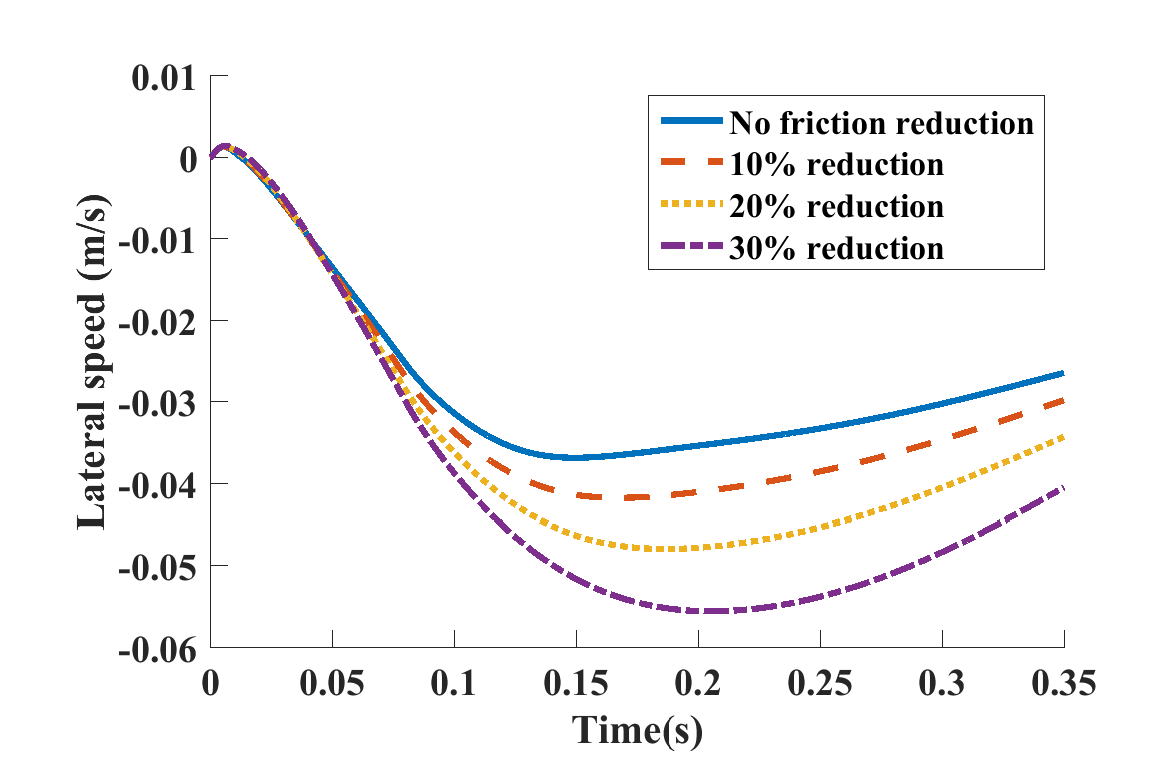 0.01
0
-0.01
-0.02
-0.03
-0.04
-0.05
-0.06
Lateral speed (m/s)
No friction reduction
10% reduction
20% reduction
30% reduction
0 0.05 0.1 0.15 0.2 0.25 0.3 0.35
Time(s)